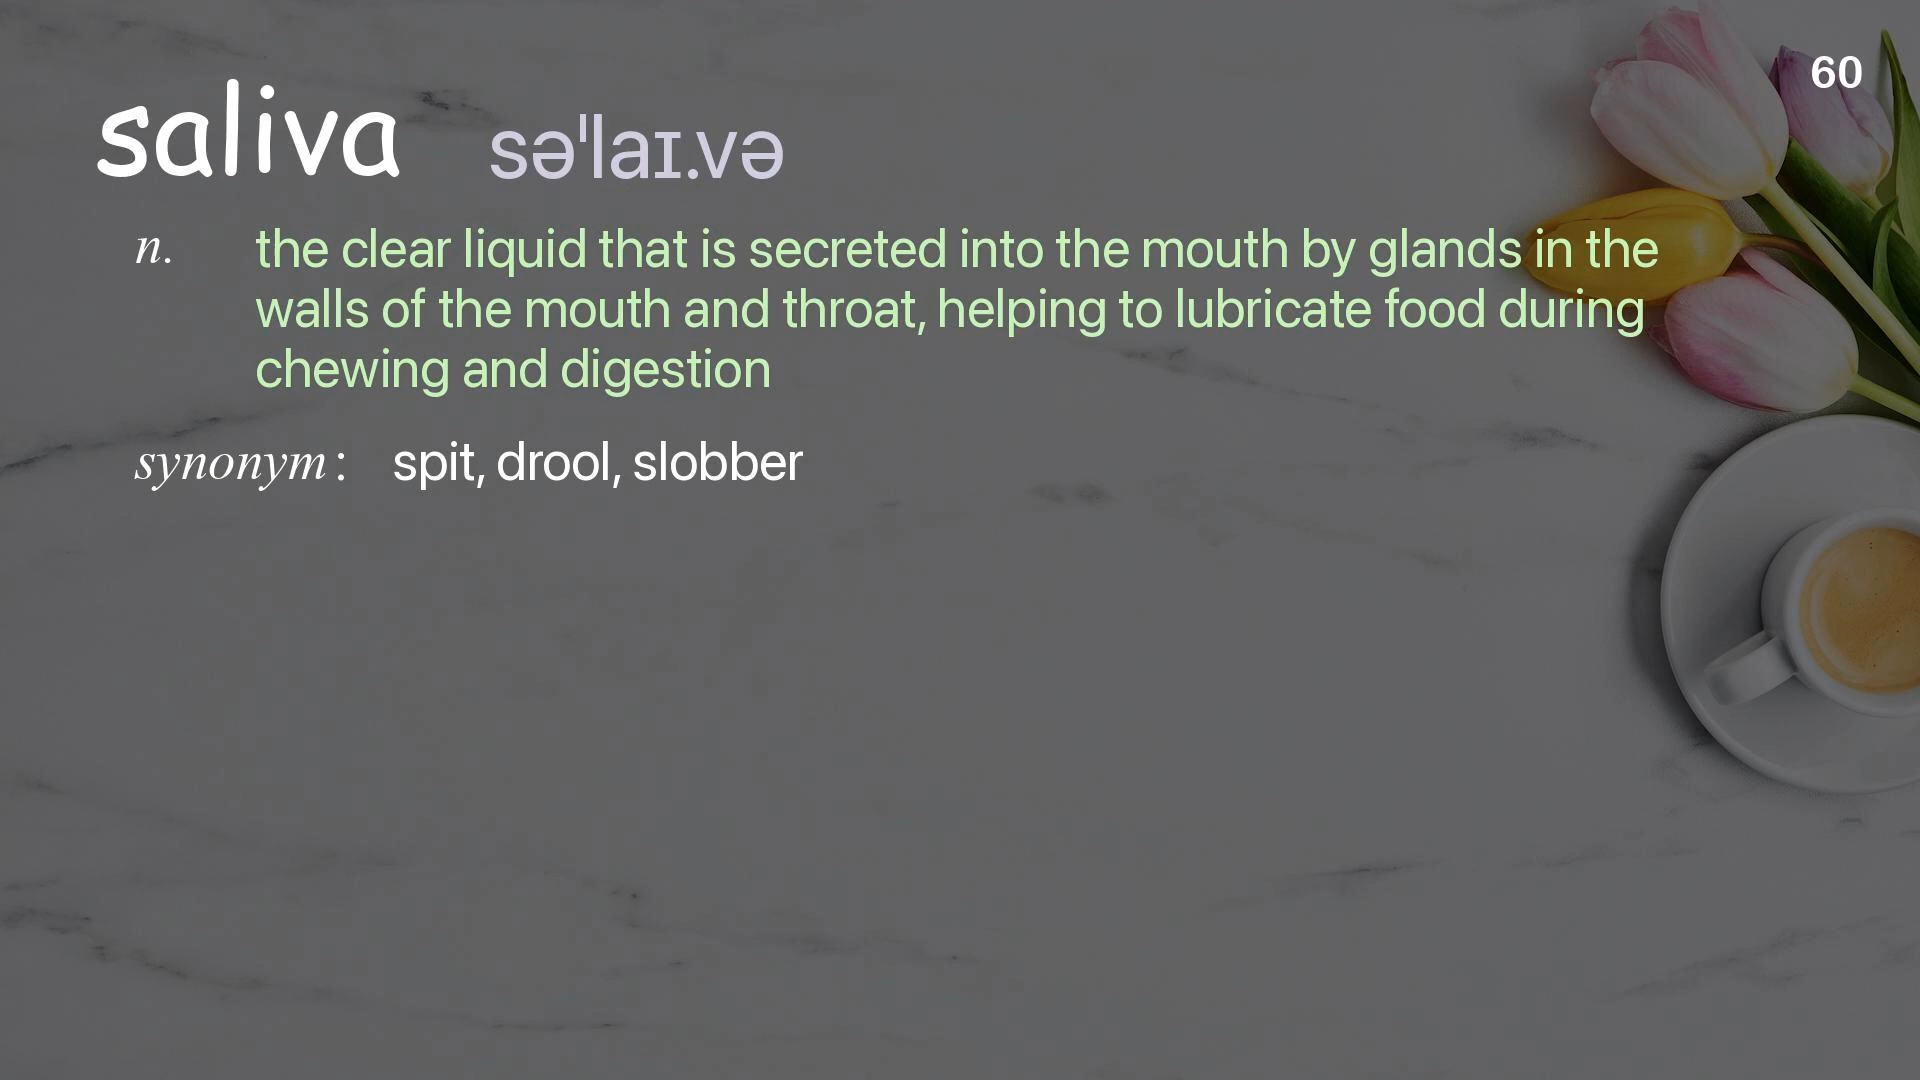 60
saliva səˈlaɪ.və
n. the clear liquid that is secreted into the mouth by glands in the
walls of the mouth and throat, helping to lubricate food during
chewing and digestion
synonym: spit, drool, slobber